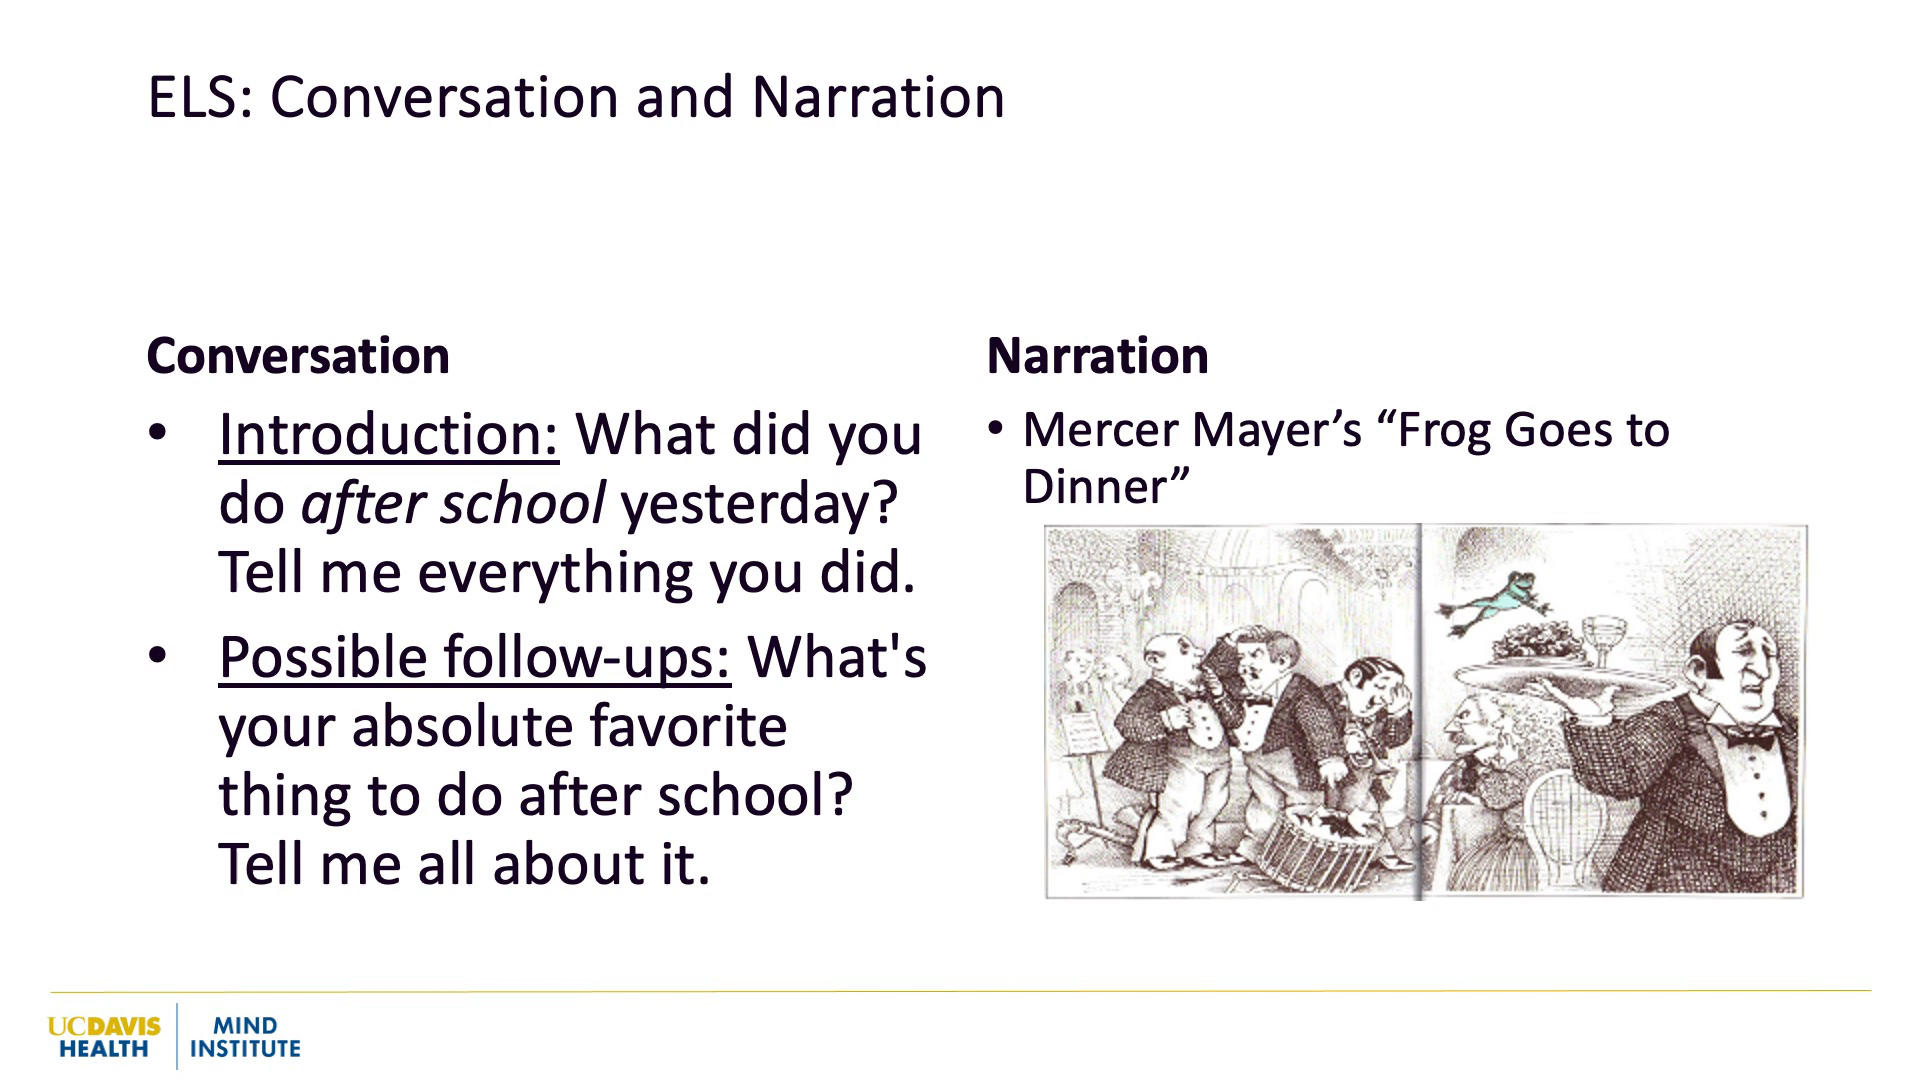 ELS: Conversation and Narration
Conversation
• Introduction: What did you
do after school yesterday?
Tell me everything you did.
• Possible follow-ups: What's
your absolute favorite
thing to do after school?
Tell me all about it.
Narration
• Mercer Mayer’s “Frog Goes to
Dinner”
UCDAVIS
HEALTH
MIND
INSTITUTE